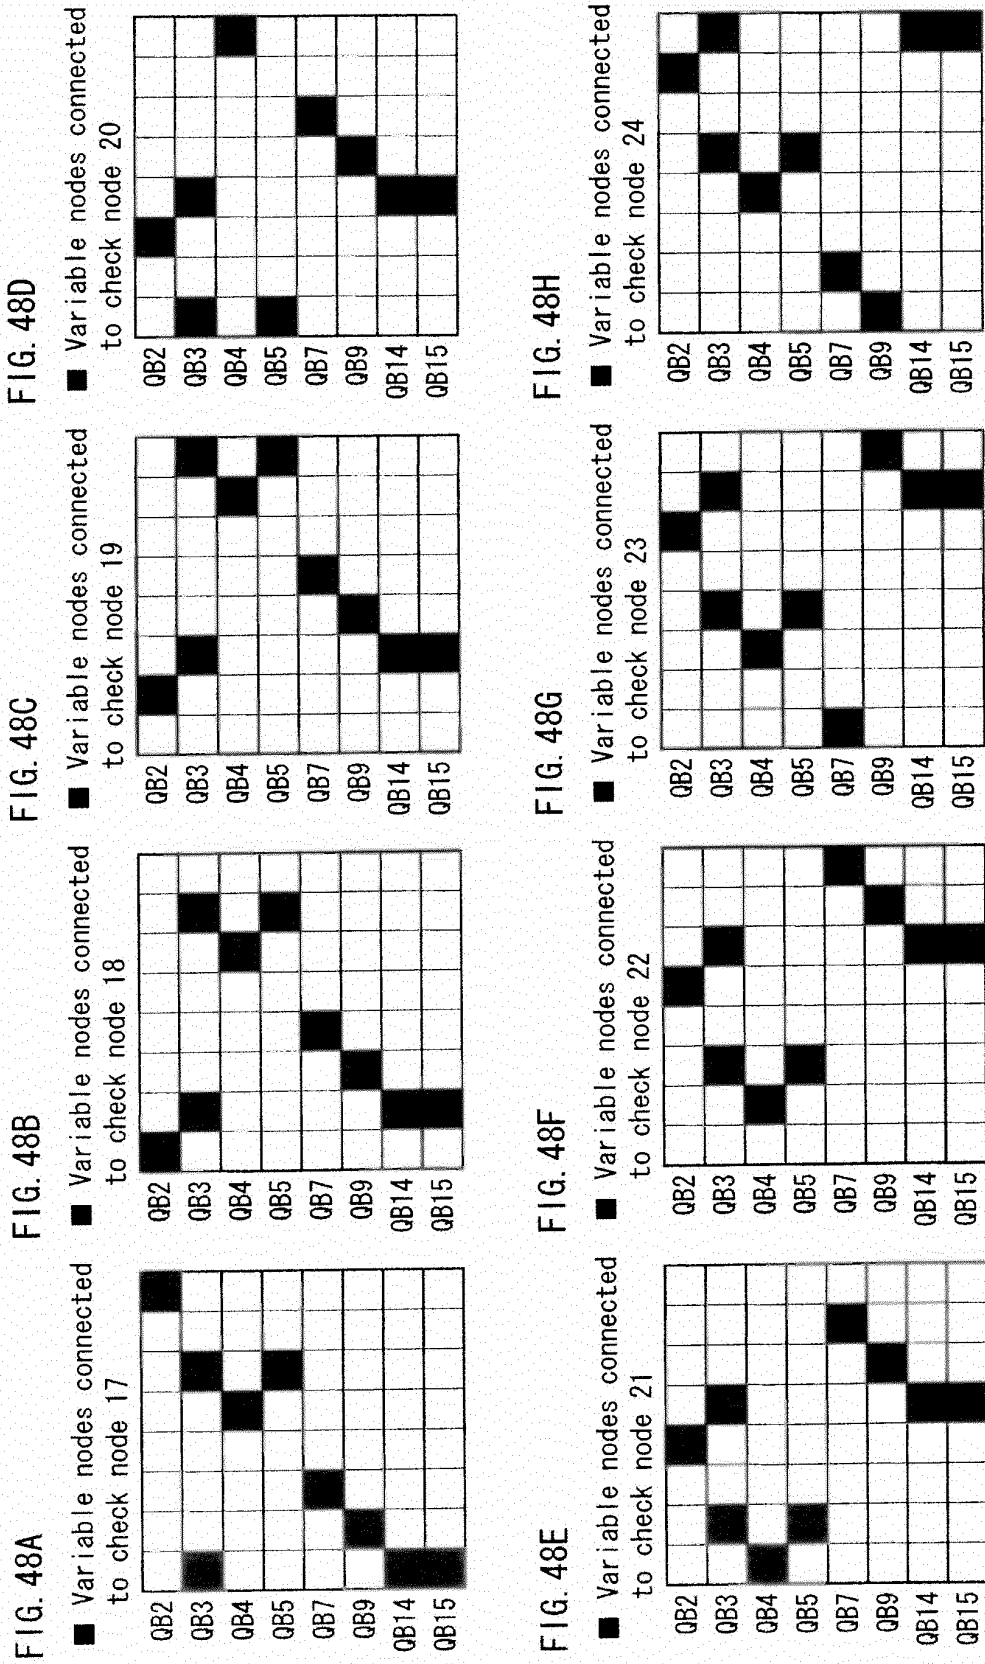 FIG. 48A
■ Variable nodes connected
to check node 17
QB2
QB3
QB4
QB5
QB7
QB9
QB14
QB15
FIG. 48B
■ Variable nodes connected
to check node 18
QB2
QB3
QB4
QB5
QB7
QB9
QB14
QB15
FIG. 48C
■ Variable nodes connected
to check node 19
QB2
QB3
QB4
QB5
QB7
QB9
QB14
QB15
FIG. 48D
■ Variable nodes connected
to check node 20
QB2
QB3
QB4
QB5
QB7
QB9
QB14
QB15
FIG. 48E
■ Variable nodes connected
to check node 21
QB2
QB3
QB4
QB5
QB7
QB9
QB14
QB15
FIG. 48F
■ Variable nodes connected
to check node 22
QB2
QB3
QB4
QB5
QB7
QB9
QB14
QB15
FIG. 48G
■ Variable nodes connected
to check node 23
QB2
QB3
QB4
QB5
QB7
QB9
QB14
QB15
FIG. 48H
■ Variable nodes connected
to check node 24
QB2
QB3
QB4
QB5
QB7
QB9
QB14
QB15